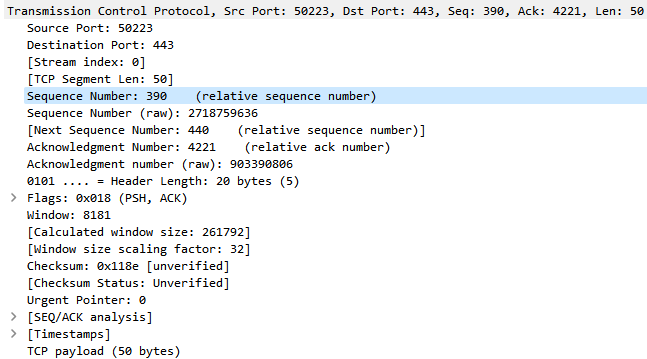 Transmission Control Protocol, Src Port: 50223, Dst Port: 443, Seq: 390, Ack: 4221, Len: 50
Source Port: 50223
Destination Port: 443
[Stream index: 0]
[TCP Segment Len: 50]
Sequence Number: 390    (relative sequence number)
Sequence Number (raw): 2718759636
[Next Sequence Number: 440    (relative sequence number)]
Acknowledgment Number: 4221    (relative ack number)
Acknowledgment number (raw): 903390806
0101 .... = Header Length: 20 bytes (5)
Flags: 0x018 (PSH, ACK)
Window: 8181
[Calculated window size: 261792]
[Window size scaling factor: 32]
Checksum: 0x118e [unverified]
[Checksum Status: Unverified]
Urgent Pointer: 0
[SEQ/ACK analysis]
[Timestamps]
TCP payload (50 bytes)